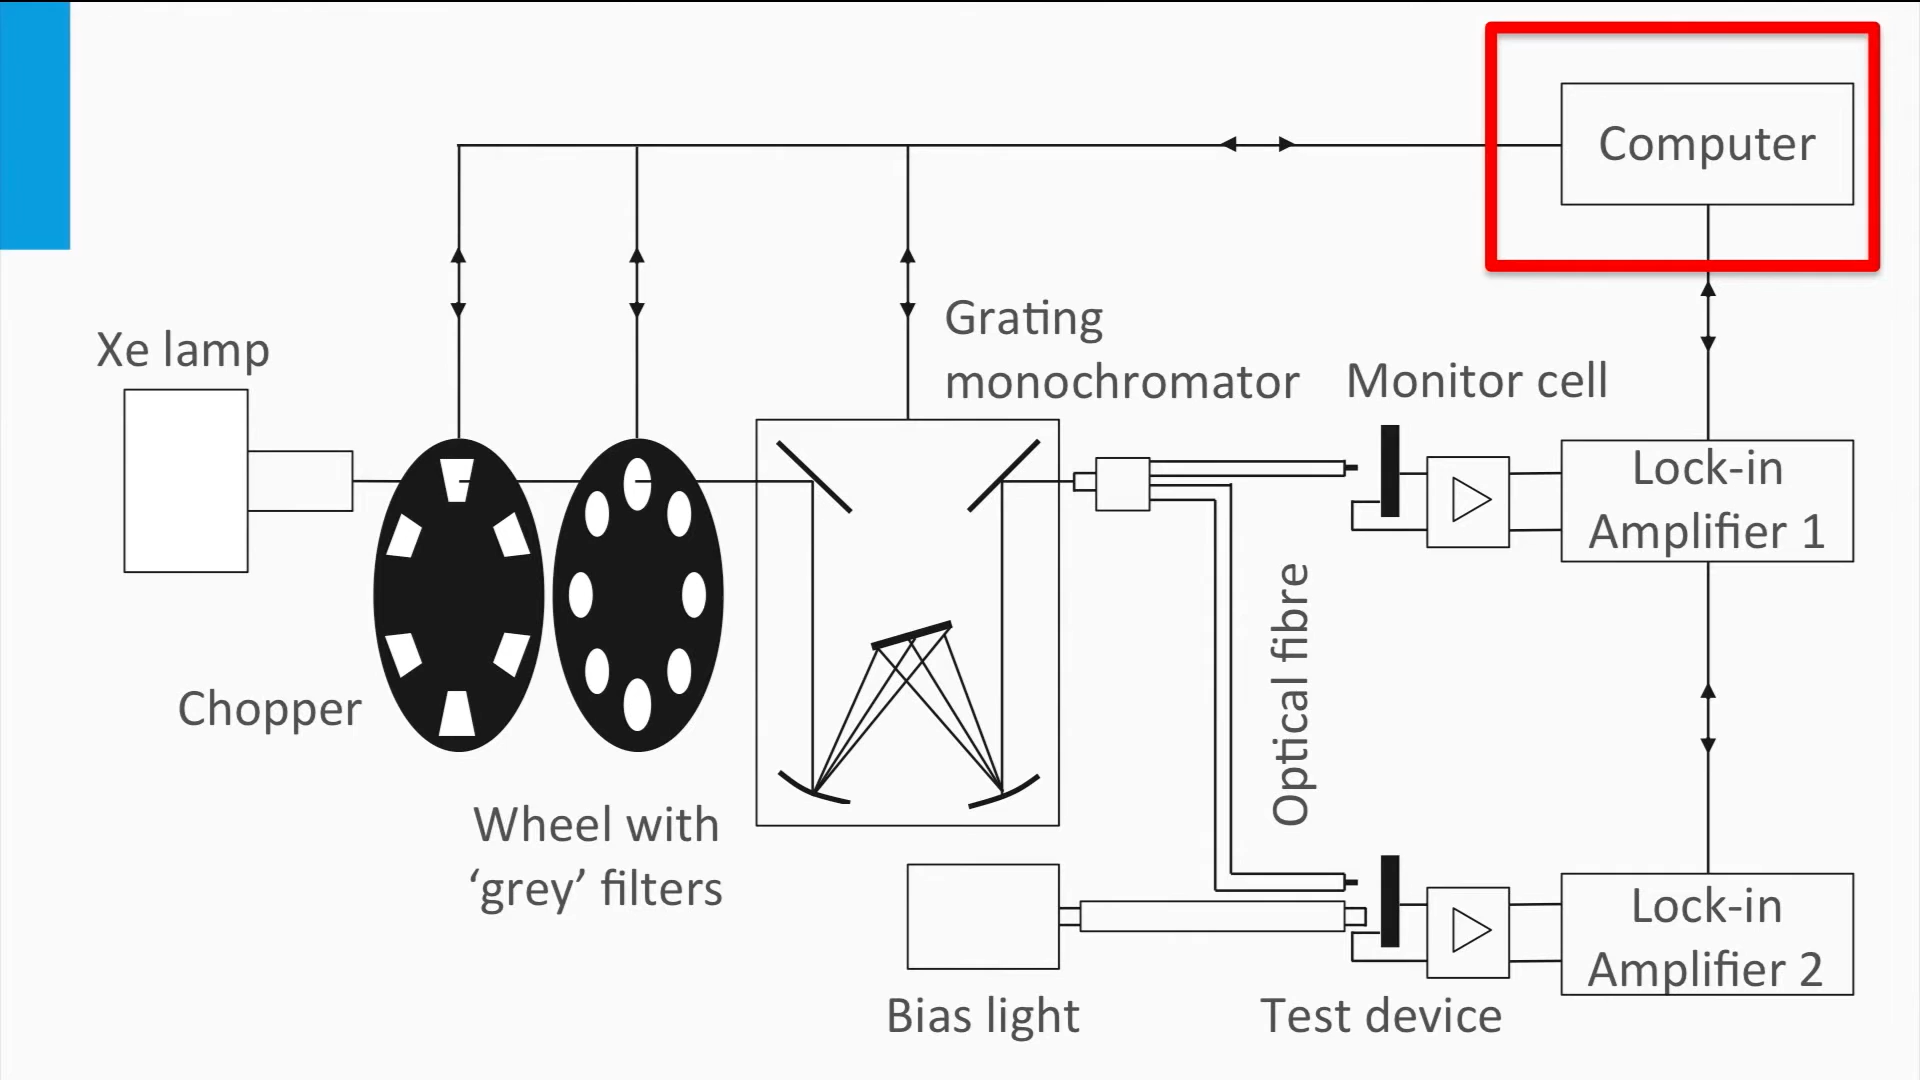 Computer
Xe lamp
Grating
monochromator
Monitor cell
Lock-in
Amplifier 1
Optical fibre
Chopper
Wheel with
‘grey’ filters
Lock-in
Amplifier 2
Bias light
Test device